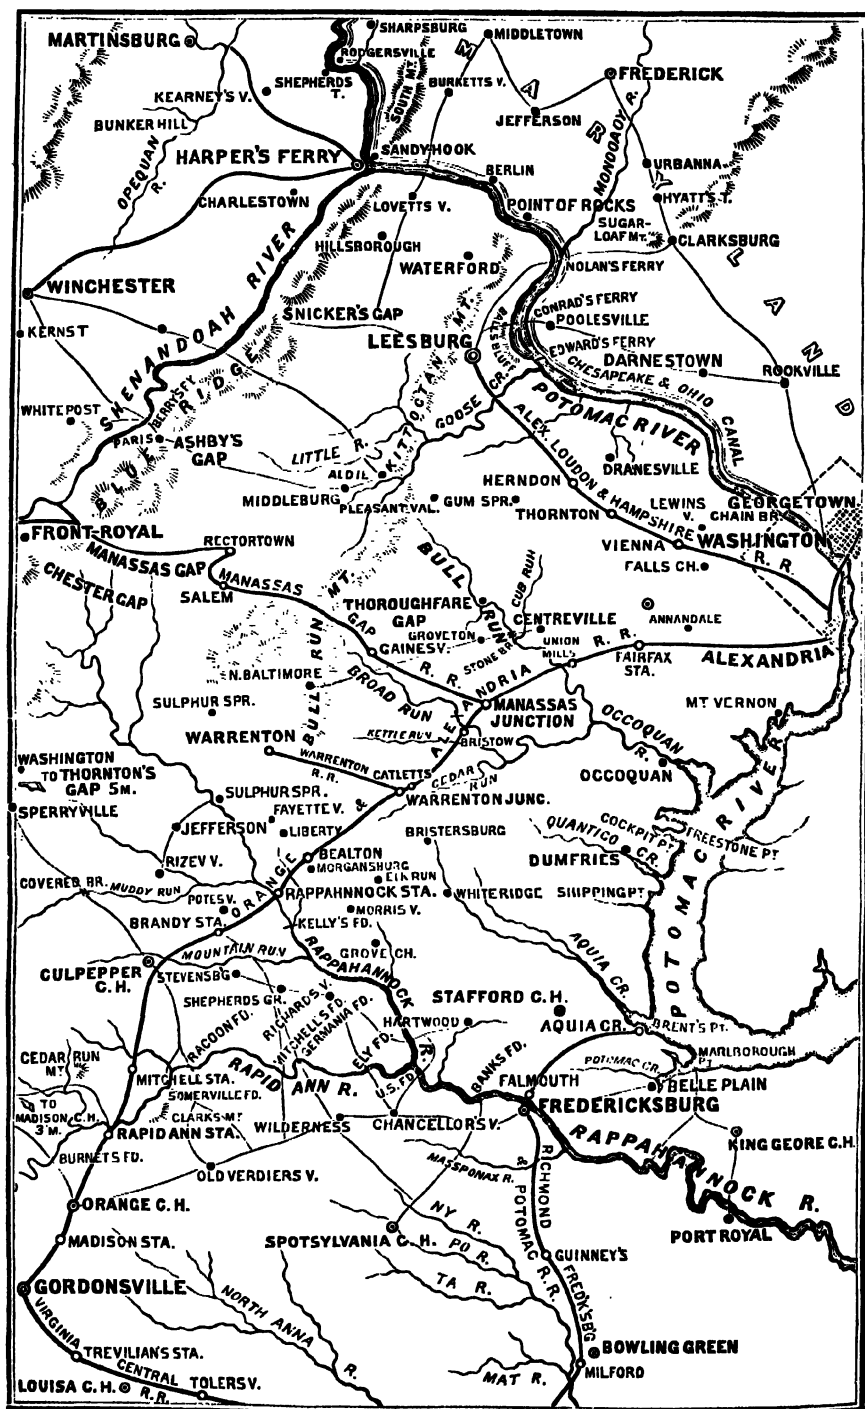 SHARPSBURG
MARTINSBURG
RODGERSVILLE
MIDDLETOWN
FREDERICK
SHEPHERDS
T.
SOUTH MT.
BURKETTS V.
KEARNEY'S V.
BUNKER HILL
JEFFERSON
MARYLAND
MONOOAOY R.
OPEQUAN
R.
HARPER'S FERRY
SANDY-HOOK
BERLIN
URBANNA
CHARLESTOWN
LOVETTS V.
POINT OF ROCKS
HYATTS T.
SUGAR-
LOAF MT.
CLARKSBURG
HILLSBOROUGH
WATERFORD
NOLAN'S FERRY
WINCHESTER
SHENANDOAH RIVER
SNICKER'S GAP
CONRAD'S FERRY
POOLESVILLE
KERNST
LEESBURG
BALLS BLUFF
EDWARD'S FERRY
DARNESTOWN
ROOKVILLE
CHESAPEAKE & OHIO CANAL
KITTOCTAN MT.
GOOSE CR.
POTOMAC RIVER
WHITE POST
BERRYS FY.
PARIS
ASHBY'S
GAP
BLUE RIDGE
LITTLE R.
ALDIE
MIDDLEBURG
PLEASANT VAL.
GUM SPR.
HERNDON
DRANESVILLE
ALEX. LOUDON & HAMPSHIRE R. R.
THORNTON
LEWINS
V.
GEORGETOWN
CHAIN BR.
VIENNA
WASHINGTON
FALLS CH.
FRONT-ROYAL
RECTORTOWN
MANASSAS GAP
CHESTER GAP
SALEM
MANASSAS GAP R. R.
BULL RUN MT.
THOROUGHFARE
GAP
BULL RUN
CUB RUN
CENTREVILLE
ANNANDALE
GROVETON
STONE BR.
GAINES V.
UNION
MILLS
FAIRFAX
STA.
ALEXANDRIA
N. BALTIMORE
BROAD RUN
SULPHUR SPR.
MANASSAS
JUNCTION
MT VERNON
WARRENTON
KETTLE RUN
BRISTOW
OCCOQUAN
R.
OCCOQUAN
WASHINGTON
TO THORNTON'S
GAP 5M.
SPERRYVILLE
WARRENTON
R. R.
CATLETTS
CEDAR
RUN
WARRENTON JUNC.
SULPHUR SPR.
FAYETTE V.
JEFFERSON
LIBERTY
BRISTERSBURG
COCKPIT PT.
FREESTONE PT
QUANTICO CR.
DUMFRIES
RIZEY V.
BEALTON
MORGANSBURG
ELK RUN
ORANGE & ALEXANDRIA R. R.
COVERED BR.
MUDDY RUN
POTES V.
RAPPAHNNOCK STA.
WHITERIDGE
SHIPPING PT.
POTOMAC RIVER
BRANDY STA.
MORRIS V.
KELLY'S FD.
MOUNTAIN RUN
GROVE CH.
AQUIA CR.
CULPEPPER
C. H.
STEVENSBG
RAPPAHANNOCK R.
SHEPHERDS GR.
RICHARDS V.
MITCHELLS FD.
GERMANIA FD.
STAFFORD C. H.
RACOON FD.
HARTWOOD
AQUIA CR.
BRENT'S PT.
CEDAR RUN
MT
MITCHELL STA.
RAPID ANN R.
ELY FD.
U.S. FD.
BANKS FD.
MARLBOROUGH
PT
POTOMAC CR.
FALMOUTH
BELLE PLAIN
SOMERVILLE FD.
CLARKS MT
TO
MADISON C.H.
3 M.
RAPID ANN STA.
WILDERNESS
CHANCELLORS V.
FREDERICKSBURG
KING GEORE C.H.
BURNETS FD.
OLD VERDIERS V.
MASSPONAX R.
RAPPAHANNOCK R.
ORANGE C. H.
NY R.
PO R.
TA R.
SPOTSYLVANIA C. H.
PORT ROYAL
MADISON STA.
RICHMOND
FREDK'SB'G
&
POTOMAC R. R.
GUINNEY'S
GORDONSVILLE
NORTH ANNA R.
BOWLING GREEN
TREVILIAN'S STA.
MILFORD
MAT R.
VIRGINIA CENTRAL R. R.
LOUISA C. H.
TOLERS V.